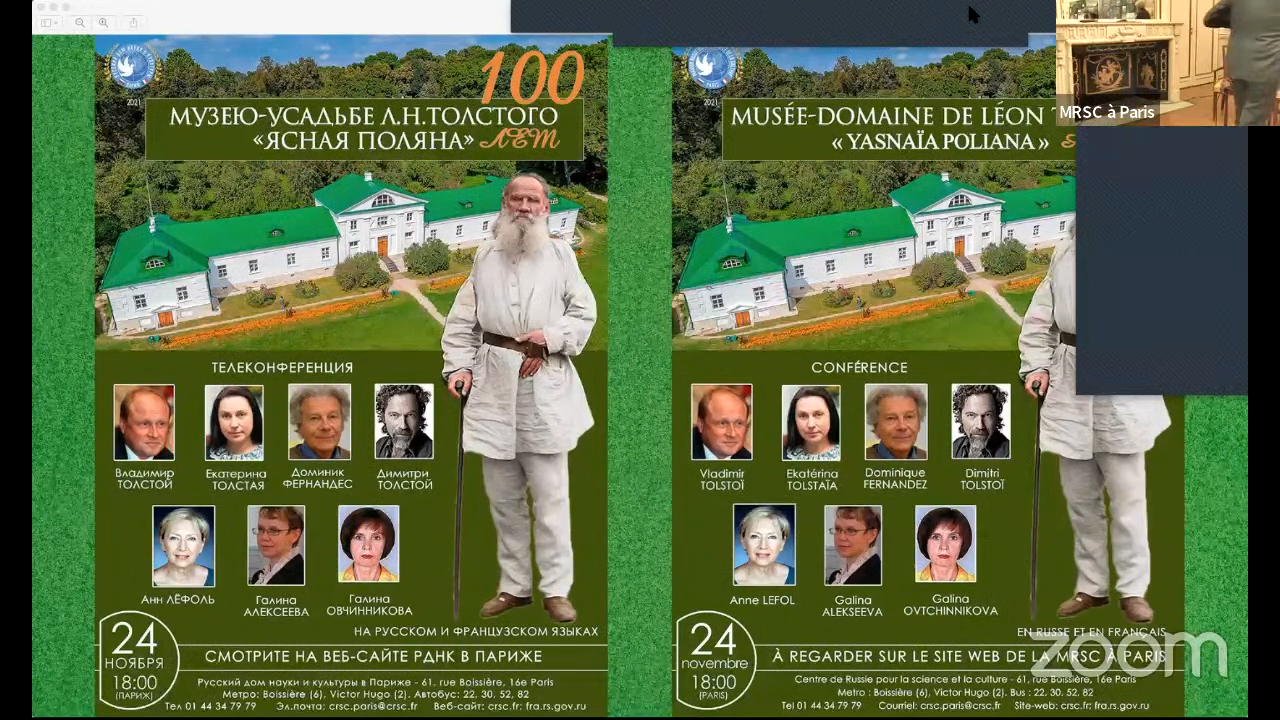 100
2021
МУЗЕЮ-УСАДЬБЕ Л.Н.ТОЛСТОГО
«ЯСНАЯ ПОЛЯНА» ЛЕТ
ТЕЛЕКОНФЕРЕНЦИЯ
Владимир
ТОЛСТОЙ
Екатерина
ТОЛСТАЯ
Доминик
ФЕРНАНДЕС
Димитри
ТОЛСТОЙ
Анн ЛЁФОЛЬ
Галина
АЛЕКСЕЕВА
Галина
ОВЧИННИКОВА
НА РУССКОМ И ФРАНЦУЗСКОМ ЯЗЫКАХ
24
НОЯБРЯ
18:00
(ПАРИЖ)
СМОТРИТЕ НА ВЕБ-САЙТЕ РДНК В ПАРИЖЕ
Русский дом науки и культуры в Париже - 61, rue Boissière, 16e Paris
Метро: Boissière (6), Victor Hugo (2). Автобус: 22, 30, 52, 82
Тел 01 44 34 79 79 Эл.почта: crsc.paris@crsc.fr Веб-сайт: crsc.fr; fra.rs.gov.ru
MRSC à Paris
2021
MUSÉE-DOMAINE DE LÉON
« YASNAÏA POLIANA »
CONFÉRENCE
Vladimir
TOLSTOÏ
Ekatérina
TOLSTAÏA
Dominique
FERNANDEZ
Dimitri
TOLSTOÏ
Anne LEFOL
Galina
ALEKSEEVA
Galina
OVTCHINNIKOVA
EN RUSSE ET EN FRANÇAIS
24
novembre
18:00
(PARIS)
À REGARDER SUR LE SITE WEB DE LA MRSC À PARIS
Centre de Russie pour la science et la culture - 61, rue Boissière, 16e Paris
Metro : Boissière (6), Victor Hugo (2). Bus : 22, 30, 52, 82
Tel 01 44 34 79 79 Courriel: crsc.paris@crsc.fr Site-web: crsc.fr; fra.rs.gov.ru
zoom